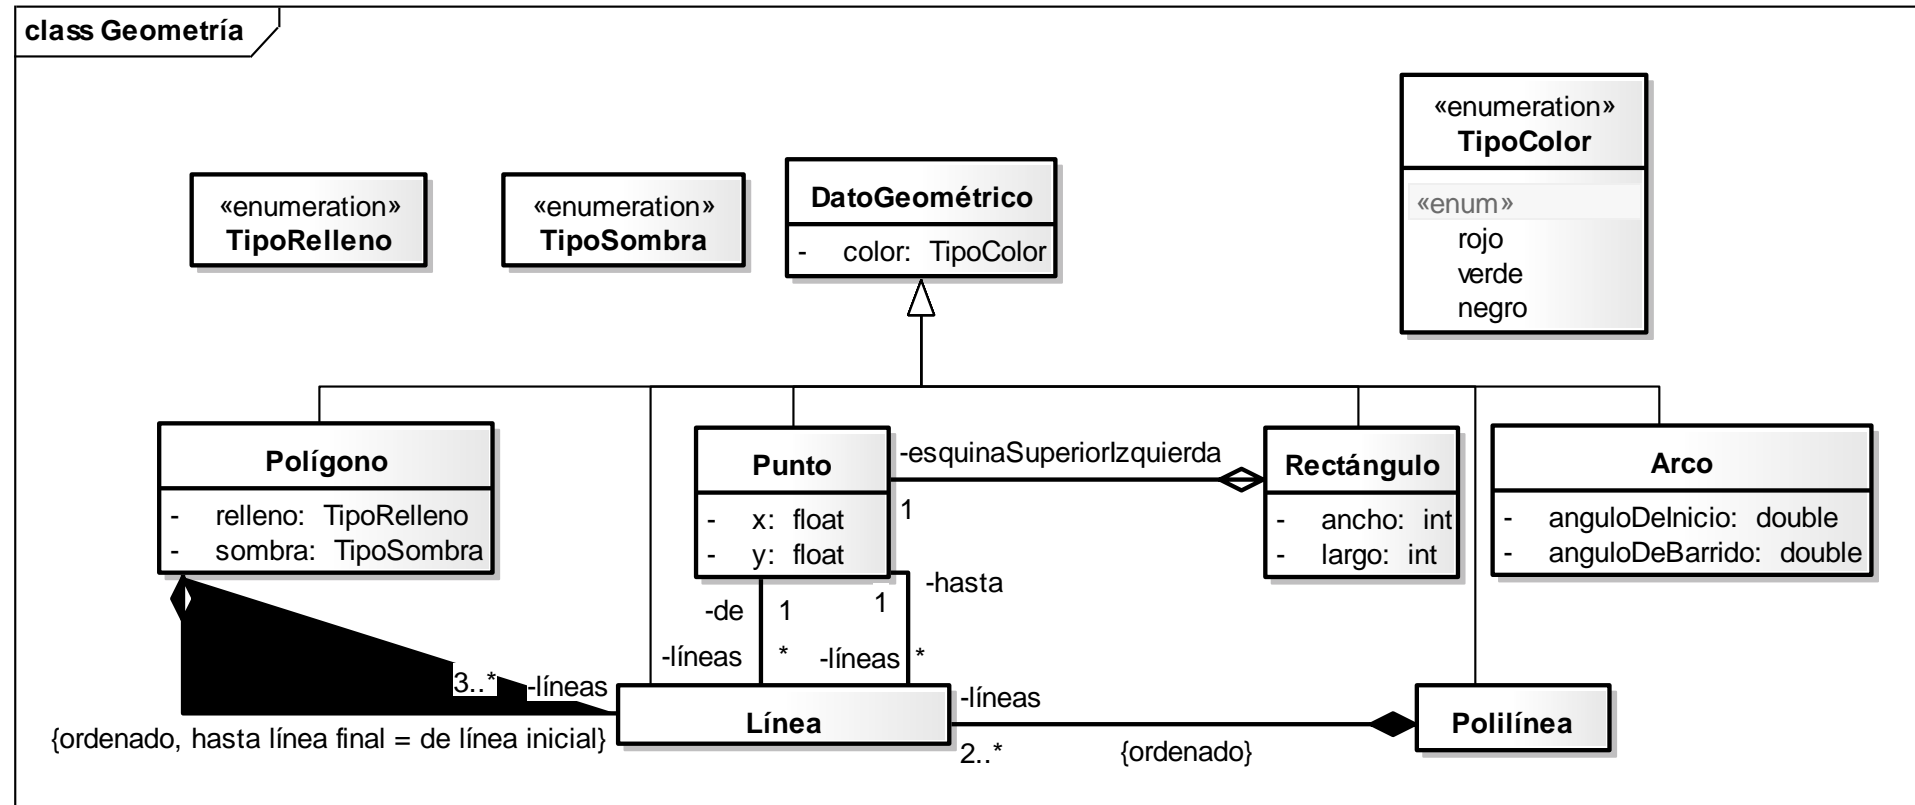 class Geometría
«enumeration»
TipoColor
«enum»
rojo
verde
negro
«enumeration»
TipoRelleno
«enumeration»
TipoSombra
DatoGeométrico
- color: TipoColor
Polígono
- relleno: TipoRelleno
- sombra: TipoSombra
Punto
- x: float
- y: float
-esquinaSuperiorIzquierda
1
Rectángulo
- ancho: int
- largo: int
Arco
- anguloDeInicio: double
- anguloDeBarrido: double
-de
1
1
-hasta
-líneas
*
-líneas
*
3..*
-líneas
{ordenado, hasta línea final = de línea inicial}
Línea
-líneas
2..*
{ordenado}
Polilínea